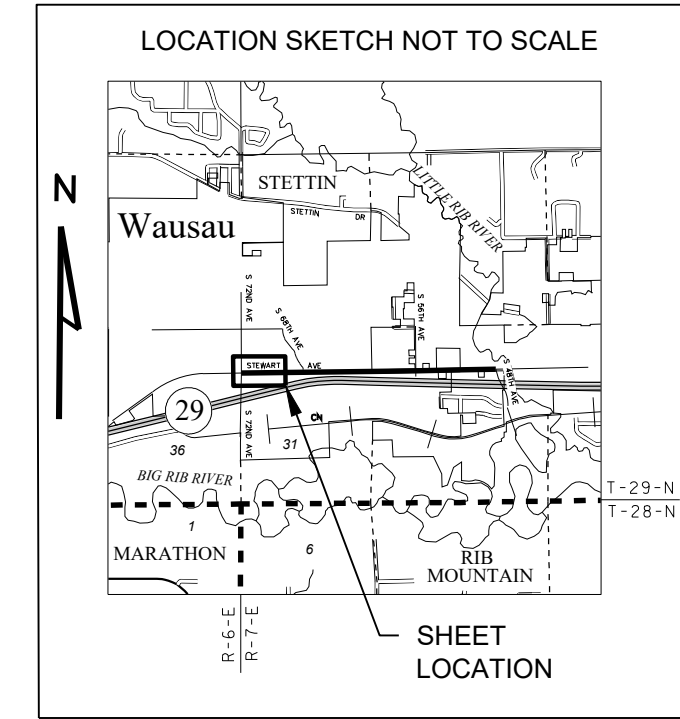 LOCATION SKETCH NOT TO SCALE
N
STETTIN
STETTIN DR
LITTLE RIB RIVER
Wausau
S 72ND AVE
S 68TH AVE
S 56TH AVE
STEWART AVE
S 48TH AVE
29
S 72ND AVE
CN
36
31
BIG RIB RIVER
T-29-N
T-28-N
1
6
MARATHON
RIB
MOUNTAIN
R-6-E
R-7-E
SHEET
LOCATION